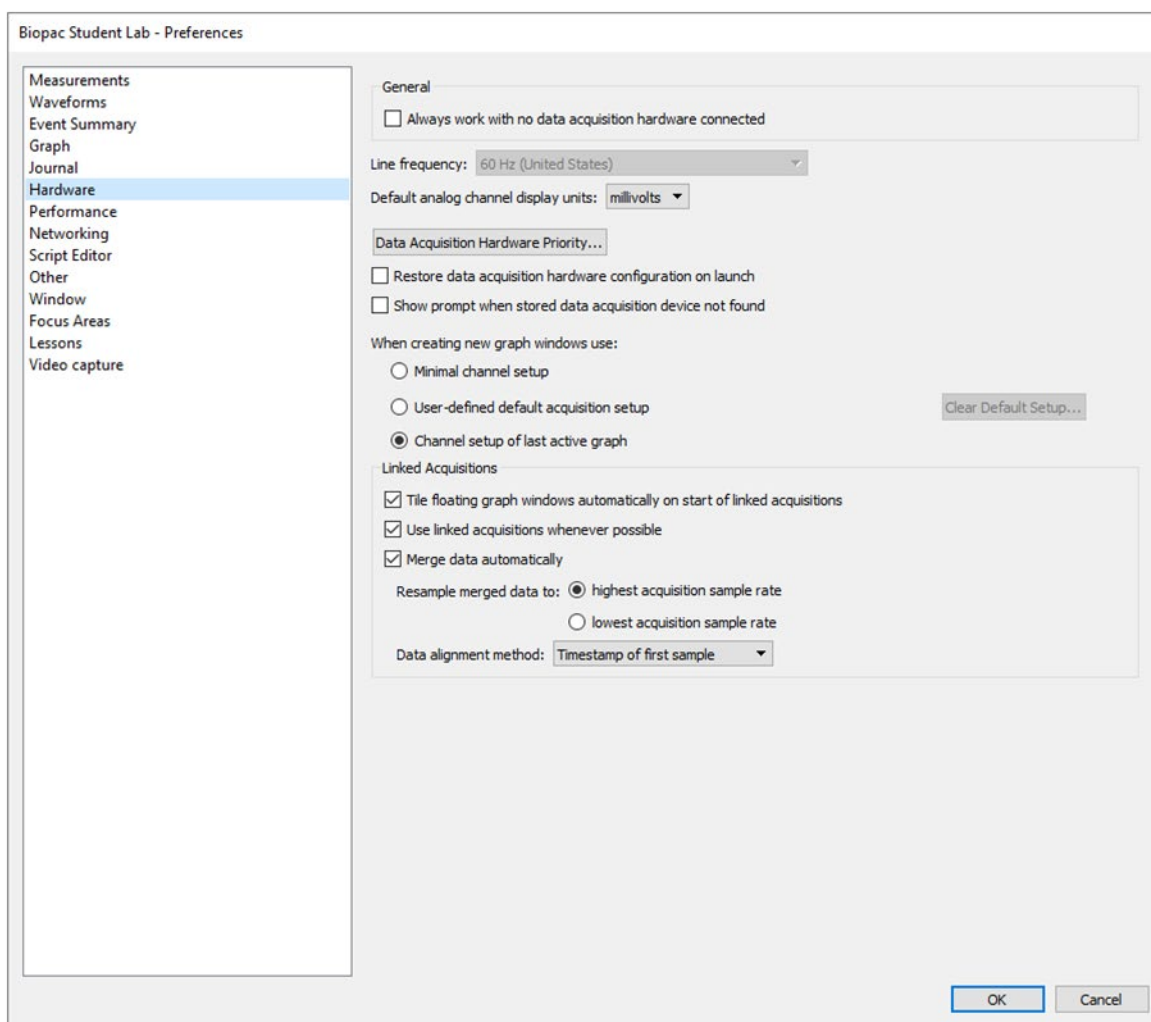 Biopac Student Lab - Preferences
Measurements
Waveforms
Event Summary
Graph
Journal
Hardware
Performance
Networking
Script Editor
Other
Window
Focus Areas
Lessons
Video capture
General
Always work with no data acquisition hardware connected
Line frequency: 60 Hz (United States)
Default analog channel display units: millivolts
Data Acquisition Hardware Priority...
Restore data acquisition hardware configuration on launch
Show prompt when stored data acquisition device not found
When creating new graph windows use:
Minimal channel setup
User-defined default acquisition setup Clear Default Setup...
Channel setup of last active graph
Linked Acquisitions
Tile floating graph windows automatically on start of linked acquisitions
Use linked acquisitions whenever possible
Merge data automatically
Resample merged data to: highest acquisition sample rate
lowest acquisition sample rate
Data alignment method: Timestamp of first sample
OK Cancel